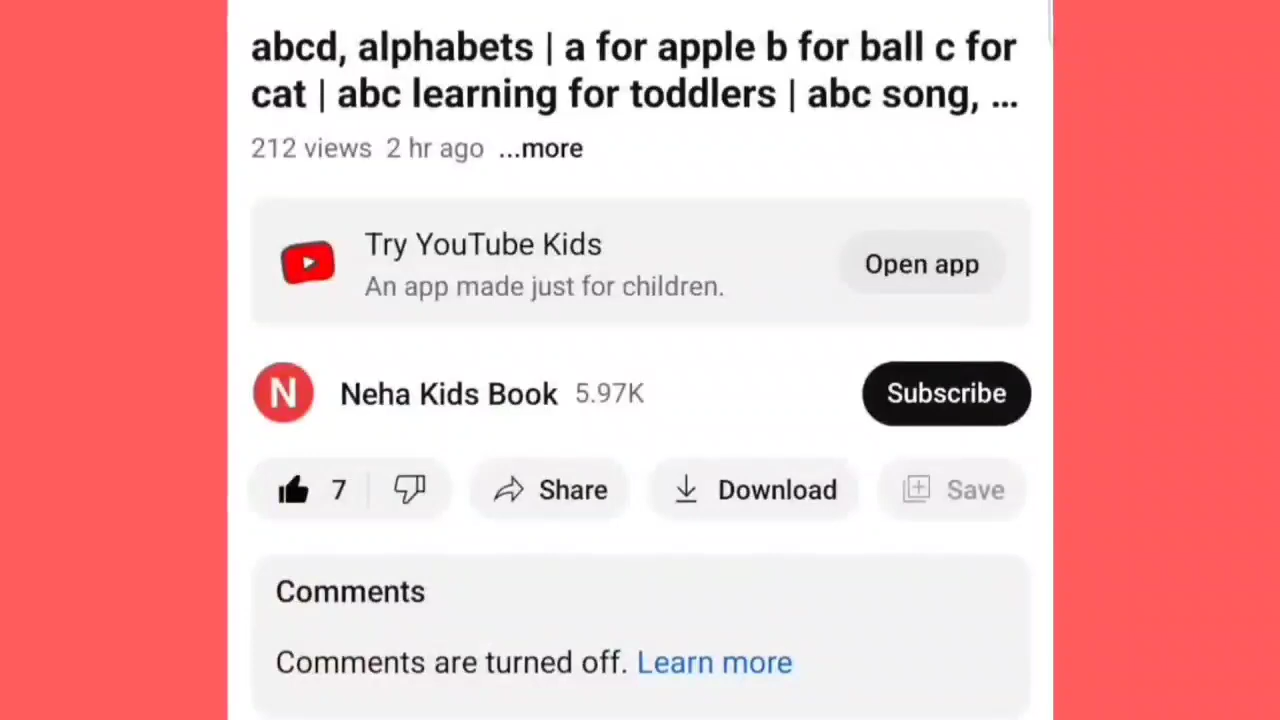 abcd, alphabets | a for apple b for ball c for
cat | abc learning for toddlers | abc song, ...
212 views 2 hr ago ...more
Try YouTube Kids
An app made just for children.
Open app
N Neha Kids Book 5.97K Subscribe
7 Share Download Save
Comments
Comments are turned off. Learn more